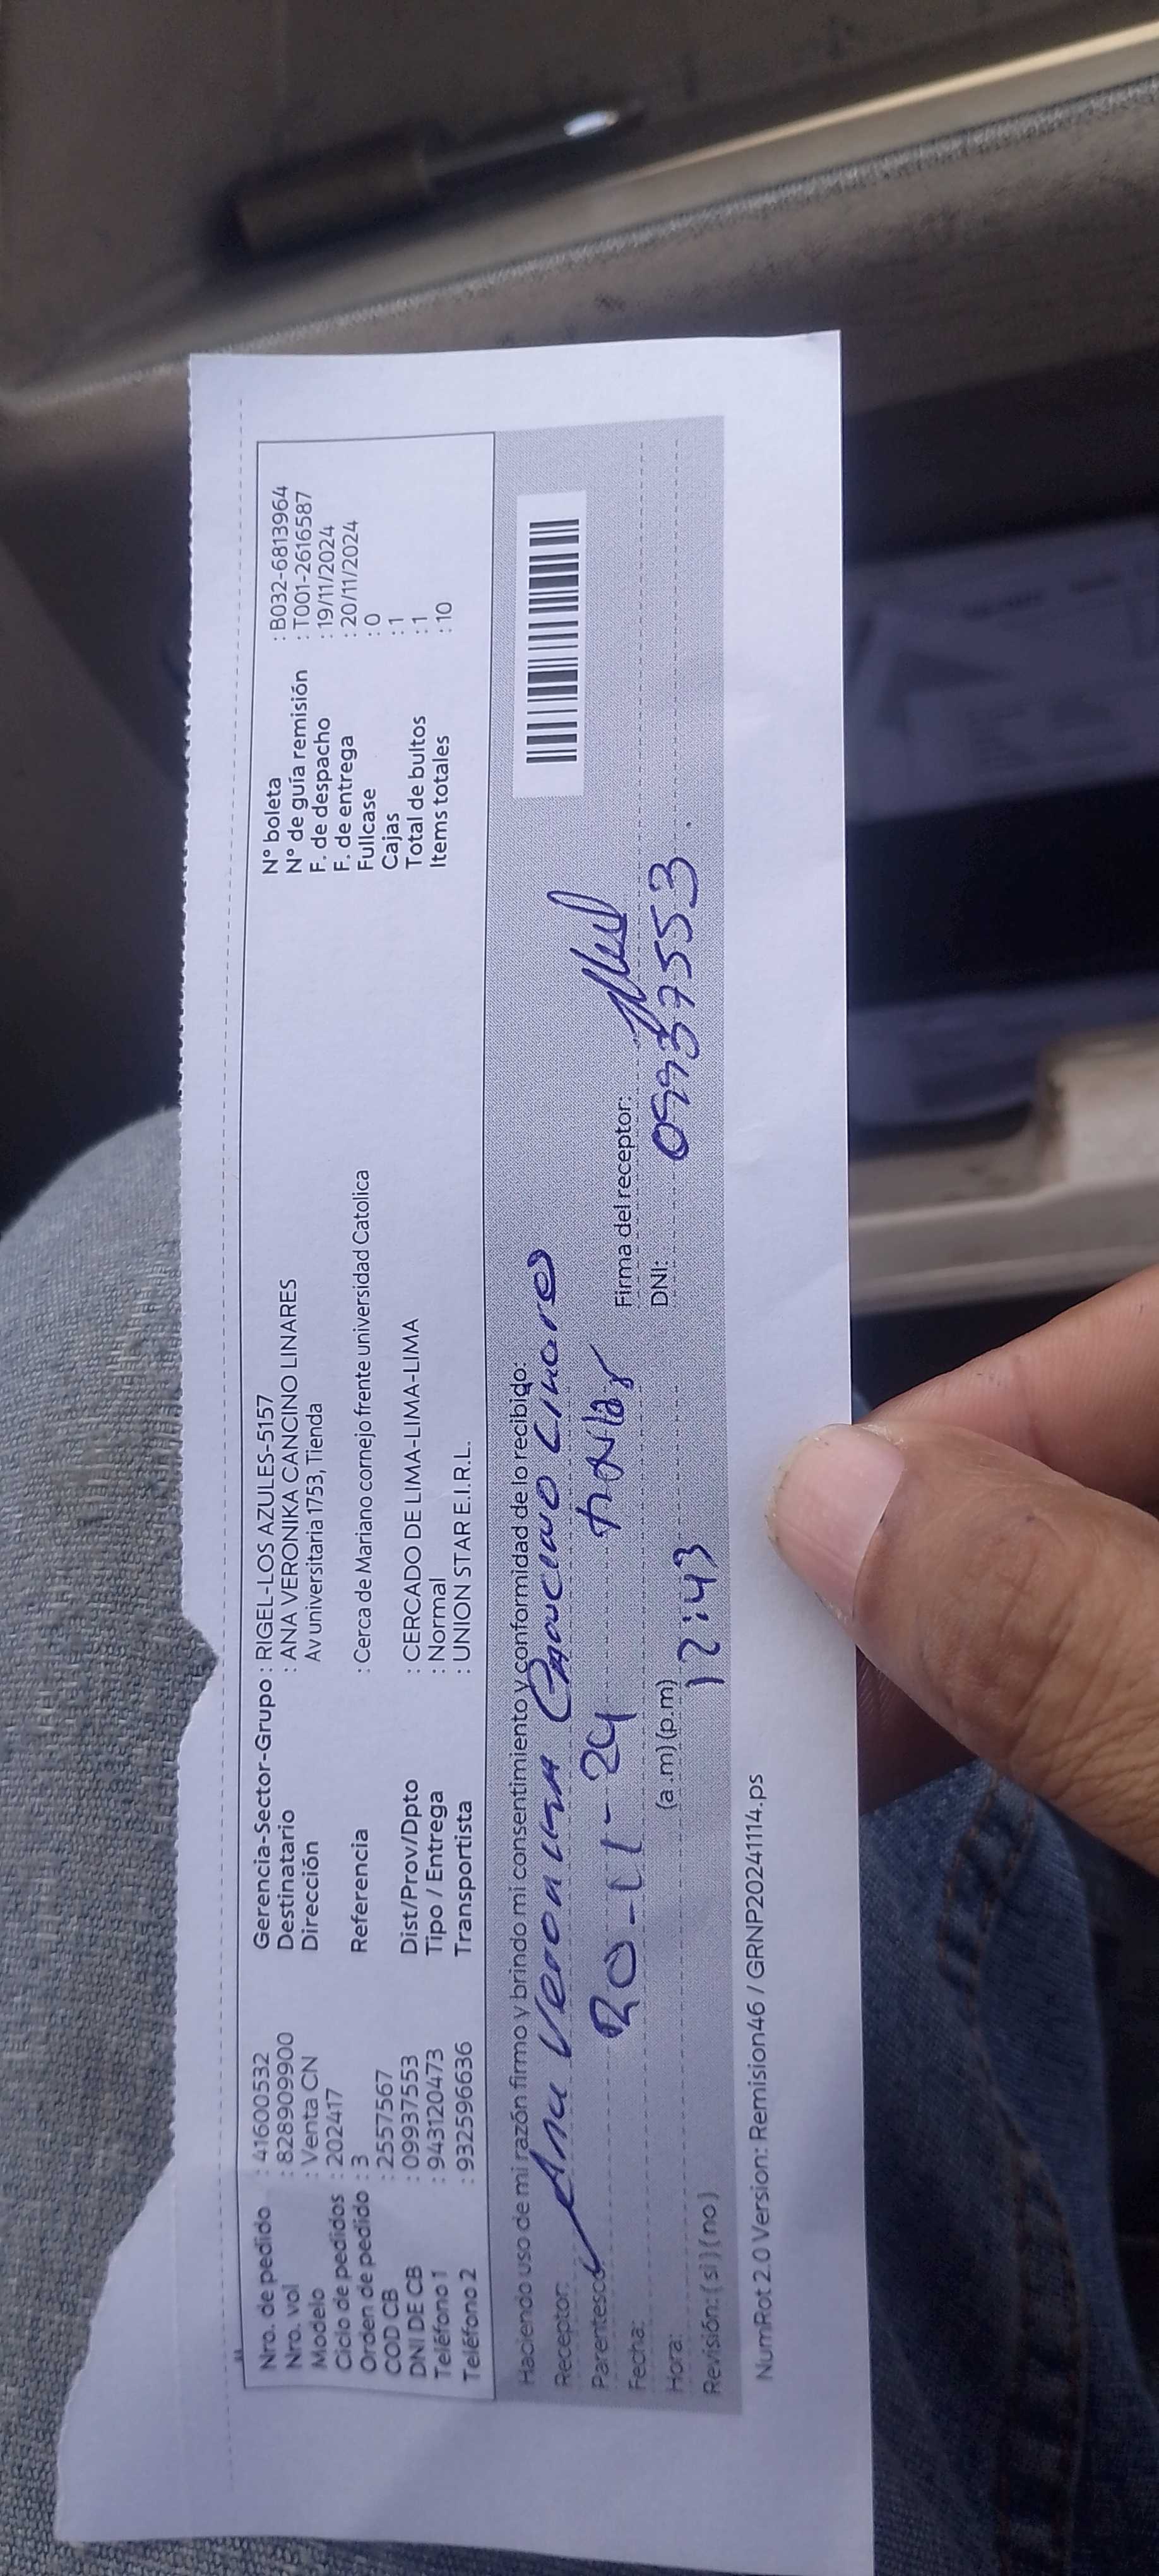 Nro. de pedido : 41600532 Gerencia-Sector-Grupo : RIGEL-LOS AZULES-5157 N° boleta : B032-6813964
Nro. vol : 828909900 Destinatario : ANA VERONIKA CANCINO LINARES N° de guía remisión : T001-2616587
Modelo : Venta CN Dirección Av universitaria 1753, Tienda F. de despacho : 19/11/2024
Ciclo de pedidos : 202417 F. de entrega : 20/11/2024
Orden de pedido : 3 Referencia : Cerca de Mariano cornejo frente universidad Catolica Fullcase : 0
COD CB : 2557567 Cajas : 1
DNI DE CB : 09937553 Dist/Prov/Dpto : CERCADO DE LIMA-LIMA-LIMA Total de bultos : 1
Teléfono 1 : 943120473 Tipo / Entrega : Normal Items totales : 10
Teléfono 2 : 932596636 Transportista : UNION STAR E.I.R.L.
Haciendo uso de mi razón firmo y brindo mi consentimiento y conformidad de lo recibido:
Receptor: Ana Veronika Cancino Linares
Parentesco: 20-11-24
Fecha: Firma del receptor:
Hora: (a.m) (p.m) 12:43 DNI: 09937553
Revisión: ( si ) ( no )
NumRot 2.0 Version: Remision46 / GRNP20241114.ps